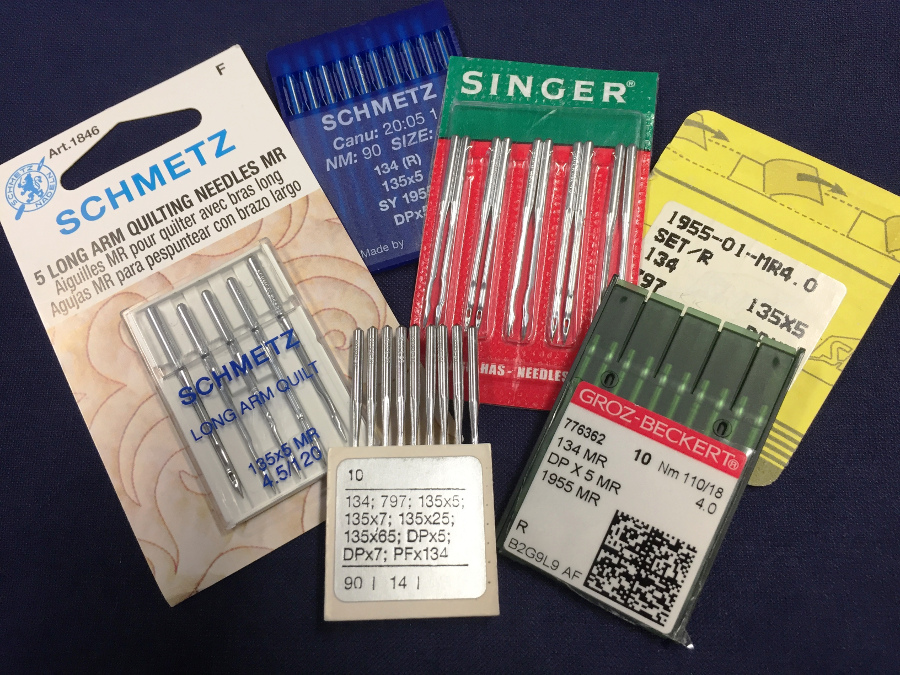 F
Art.1846
SCHMETZ
5 LONG ARM QUILTING NEEDLES MR
Aiguilles MR pour quilter avec bras long
Agujas MR para pespuntear con brazo largo
SCHMETZ
LONG ARM QUILT
135x5 MR
4.5/120
SCHMETZ
Canu: 20:05 1
NM: 90 SIZE:
134 (R)
135x5
SY 1955
DPx5
Made by
SINGER®
HAS - NEEDLES
1955-01-MR4.0
SET/R
134
797
135X5
10
134; 797; 135x5;
135x7; 135x25;
135x65; DPx5;
DPx7; PFx134
90 | 14 |
GROZ-BECKERT®
776362
10 Nm 110/18
134 MR
4.0
DP X 5 MR
1955 MR
R
B2G9L9 AF